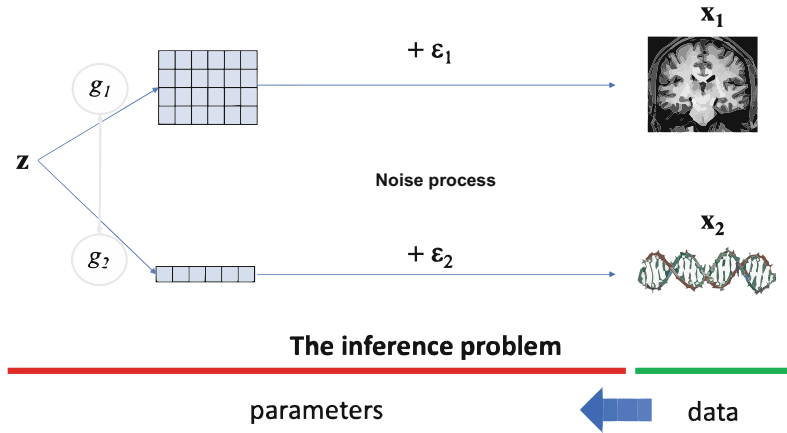 x₁
+ ε₁
g₁
z
Noise process
x₂
g₂
+ ε₂
The inference problem
parameters
data